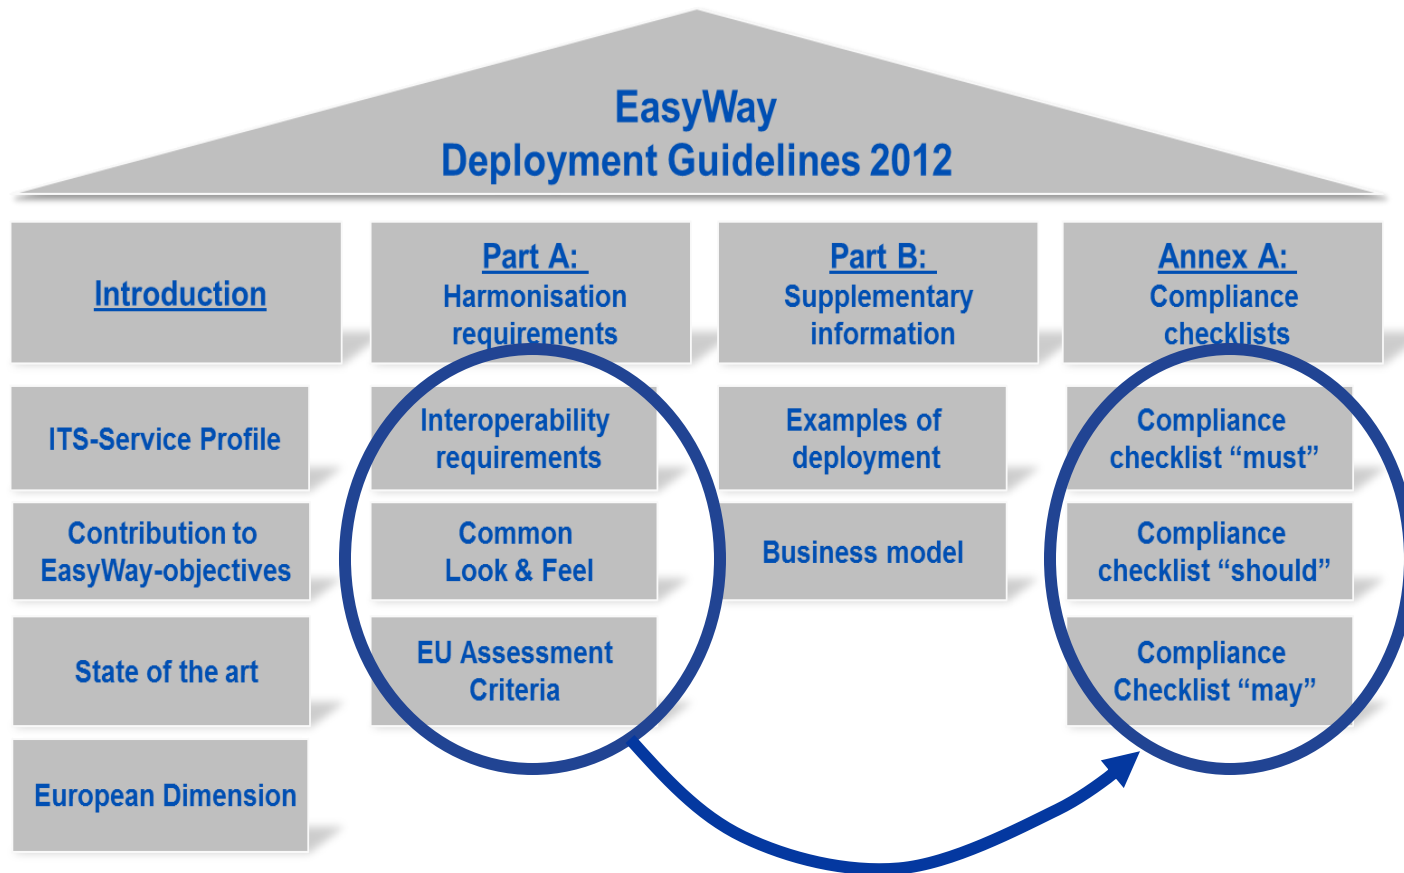 EasyWay
Deployment Guidelines 2012
Introduction
Part A:
Harmonisation
requirements
Part B:
Supplementary
information
Annex A:
Compliance
checklists
ITS-Service Profile
Interoperability
requirements
Examples of
deployment
Compliance
checklist “must”
Contribution to
EasyWay-objectives
Common
Look & Feel
Business model
Compliance
checklist “should”
State of the art
EU Assessment
Criteria
Compliance
Checklist “may”
European Dimension